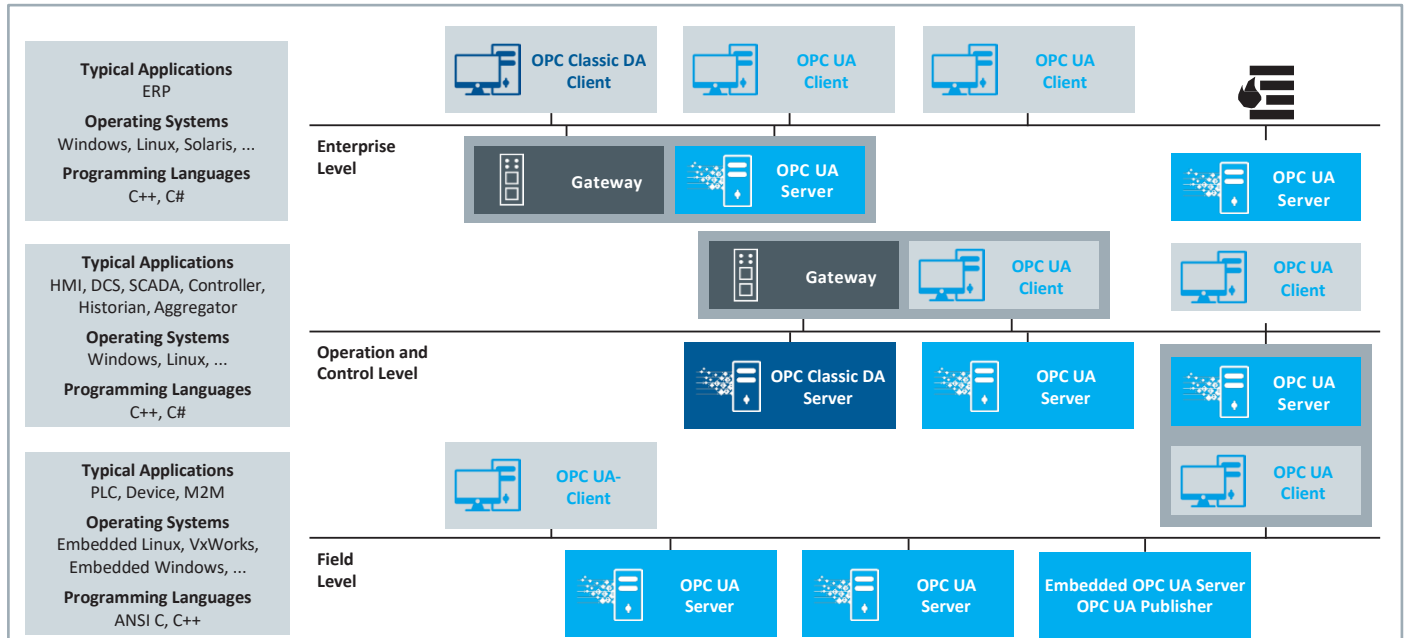 Typical Applications
ERP
Operating Systems
Windows, Linux, Solaris, ...
Programming Languages
C++, C#
OPC Classic DA
Client
OPC UA
Client
OPC UA
Client
Enterprise
Level
Gateway
OPC UA
Server
OPC UA
Server
Typical Applications
HMI, DCS, SCADA, Controller,
Historian, Aggregator
Operating Systems
Windows, Linux, ...
Programming Languages
C++, C#
Gateway
OPC UA
Client
OPC UA
Client
Operation and
Control Level
OPC Classic DA
Server
OPC UA
Server
OPC UA
Server
Typical Applications
PLC, Device, M2M
Operating Systems
Embedded Linux, VxWorks,
Embedded Windows, ...
Programming Languages
ANSI C, C++
OPC UA-
Client
OPC UA
Client
Field
Level
OPC UA
Server
OPC UA
Server
Embedded OPC UA Server
OPC UA Publisher